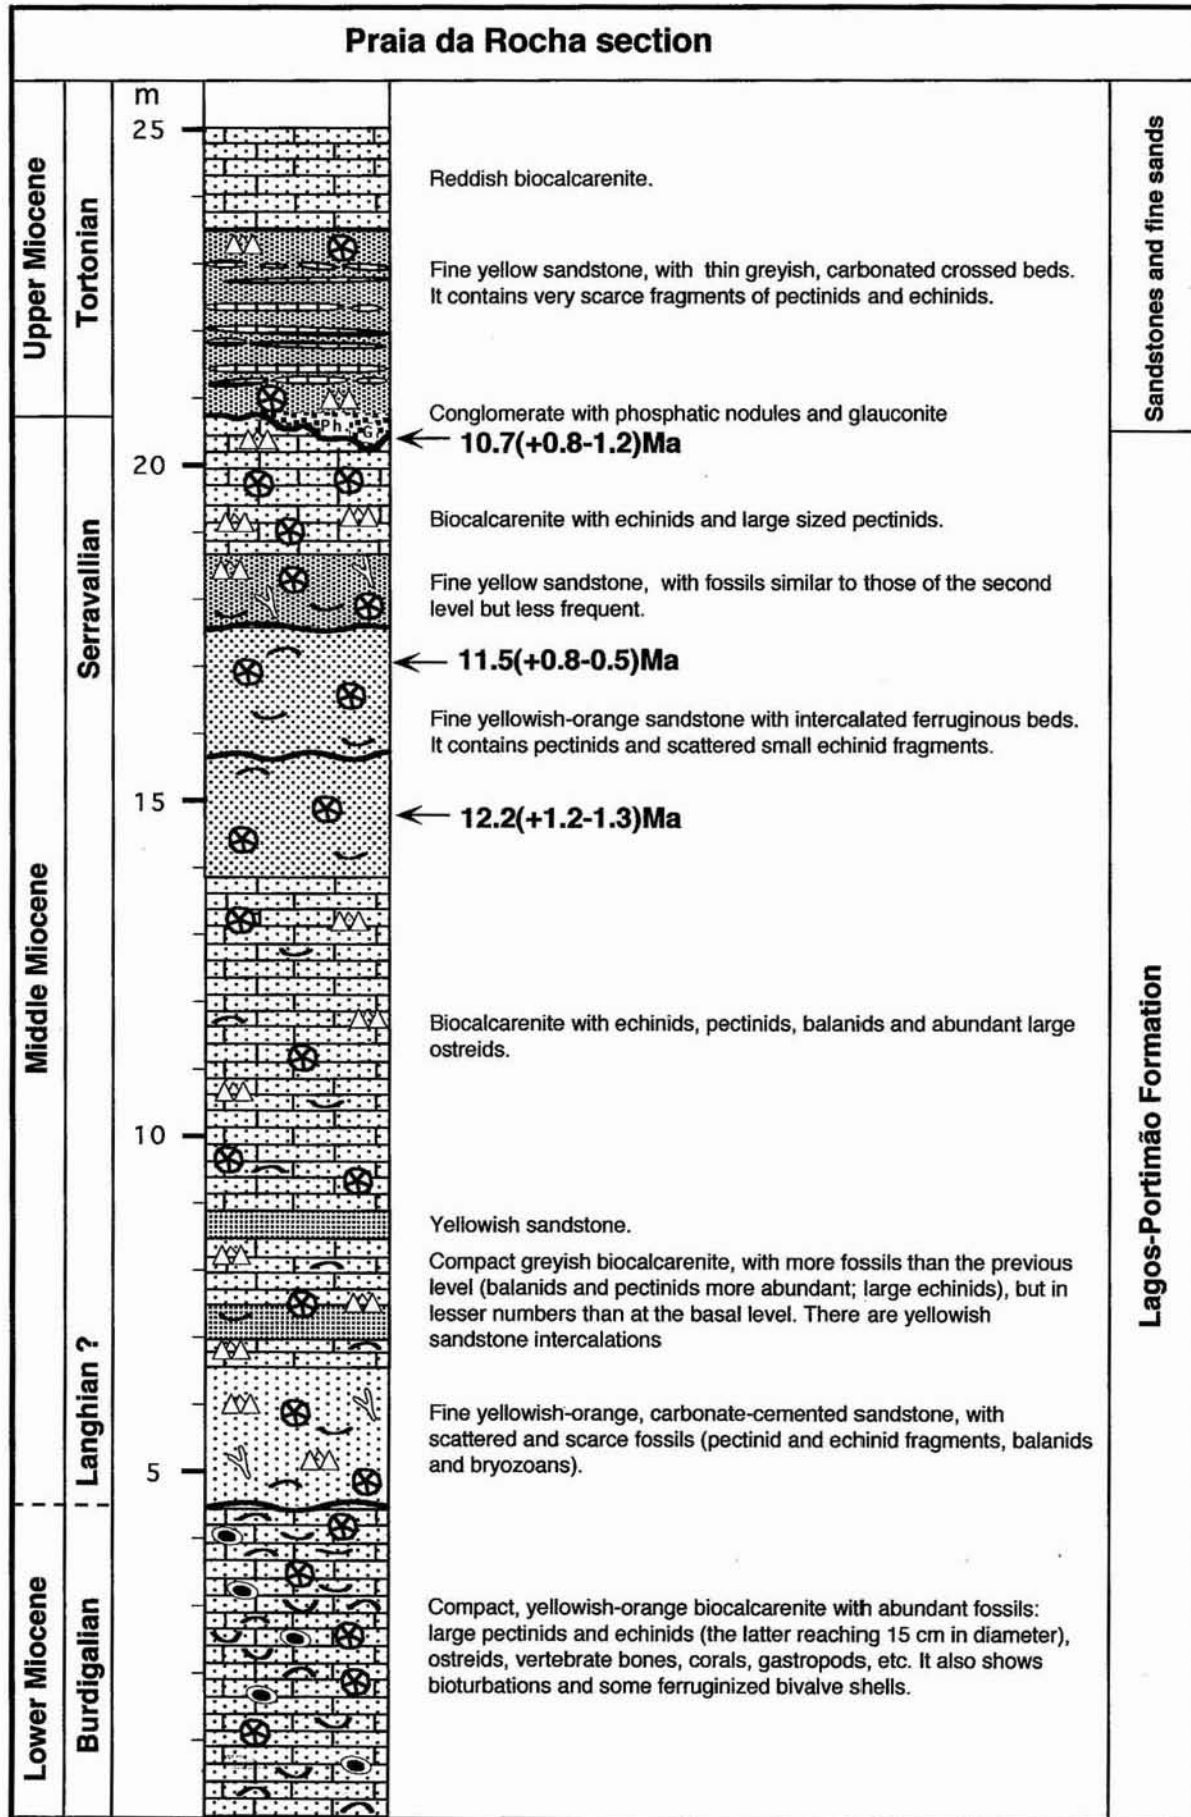 Praia da Rocha section
m
25
Reddish biocalcarenite.
Upper Miocene
Tortonian
Sandstones and fine sands
Fine yellow sandstone, with thin greyish, carbonated crossed beds.
It contains very scarce fragments of pectinids and echinids.
Conglomerate with phosphatic nodules and glauconite
Ph.
G
10.7(+0.8-1.2)Ma
20
Biocalcarenite with echinids and large sized pectinids.
Fine yellow sandstone, with fossils similar to those of the second
level but less frequent.
Serravallian
11.5(+0.8-0.5)Ma
Fine yellowish-orange sandstone with intercalated ferruginous beds.
It contains pectinids and scattered small echinid fragments.
15
12.2(+1.2-1.3)Ma
Middle Miocene
Biocalcarenite with echinids, pectinids, balanids and abundant large
ostreids.
Lagos-Portimão Formation
10
Yellowish sandstone.
Compact greyish biocalcarenite, with more fossils than the previous
level (balanids and pectinids more abundant; large echinids), but in
lesser numbers than at the basal level. There are yellowish
sandstone intercalations
Langhian ?
Fine yellowish-orange, carbonate-cemented sandstone, with
scattered and scarce fossils (pectinid and echinid fragments, balanids
and bryozoans).
5
Lower Miocene
Burdigalian
Compact, yellowish-orange biocalcarenite with abundant fossils:
large pectinids and echinids (the latter reaching 15 cm in diameter),
ostreids, vertebrate bones, corals, gastropods, etc. It also shows
bioturbations and some ferruginized bivalve shells.